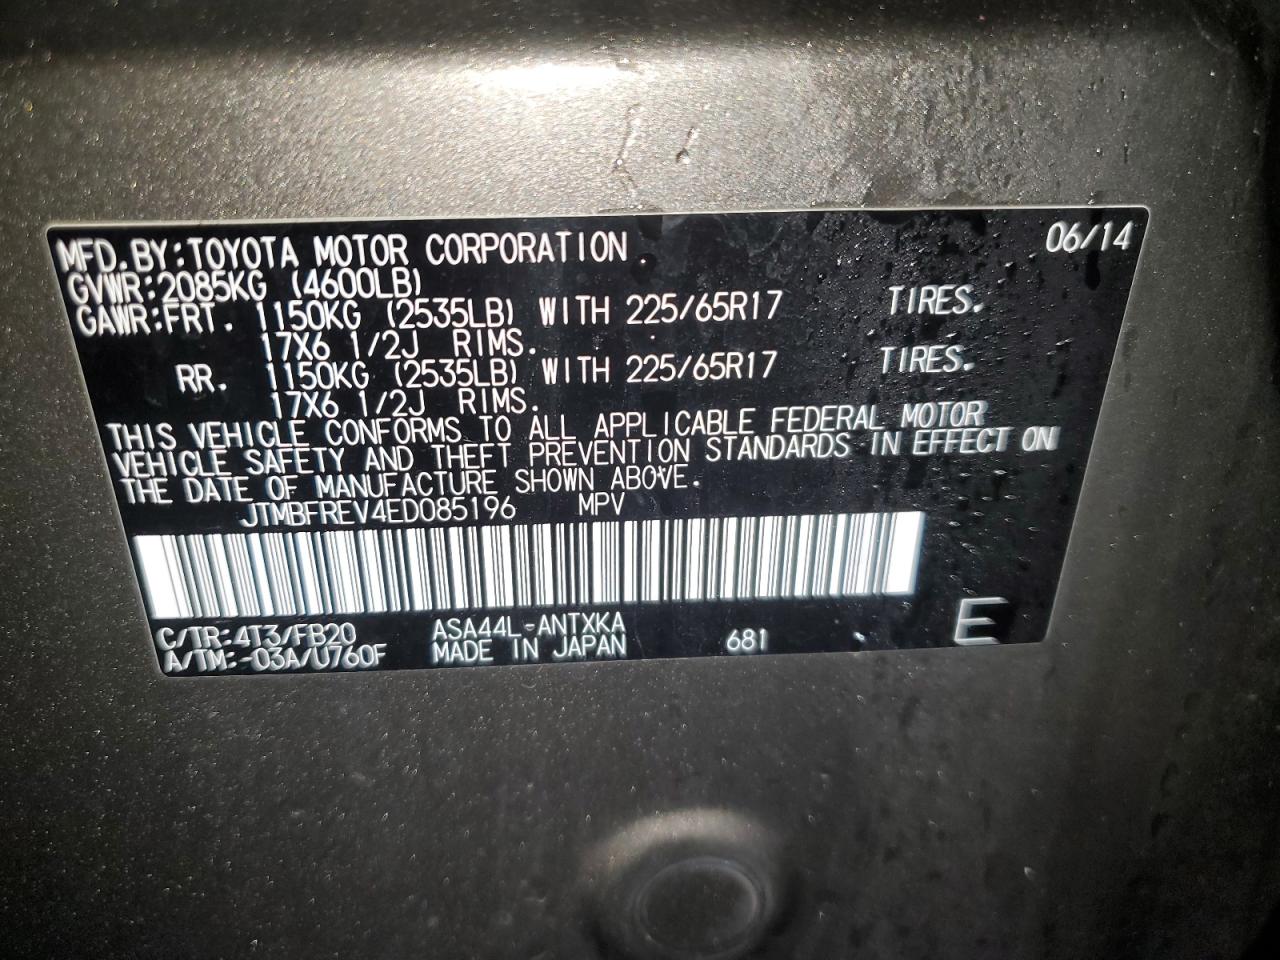 MFD.BY:TOYOTA MOTOR CORPORATION 06/14
GVWR:2085KG (4600LB)
GAWR:FRT. 1150KG (2535LB) WITH 225/65R17 TIRES.
17X6 1/2J RIMS.
RR. 1150KG (2535LB) WITH 225/65R17 TIRES.
17X6 1/2J RIMS.
THIS VEHICLE CONFORMS TO ALL APPLICABLE FEDERAL MOTOR
VEHICLE SAFETY AND THEFT PREVENTION STANDARDS IN EFFECT ON
THE DATE OF MANUFACTURE SHOWN ABOVE.
JTMBFREV4ED085196 MPV
C/TR:4T3/FB20 ASA44L-ANTXKA
A/TM:-03A/U760F MADE IN JAPAN 681 E